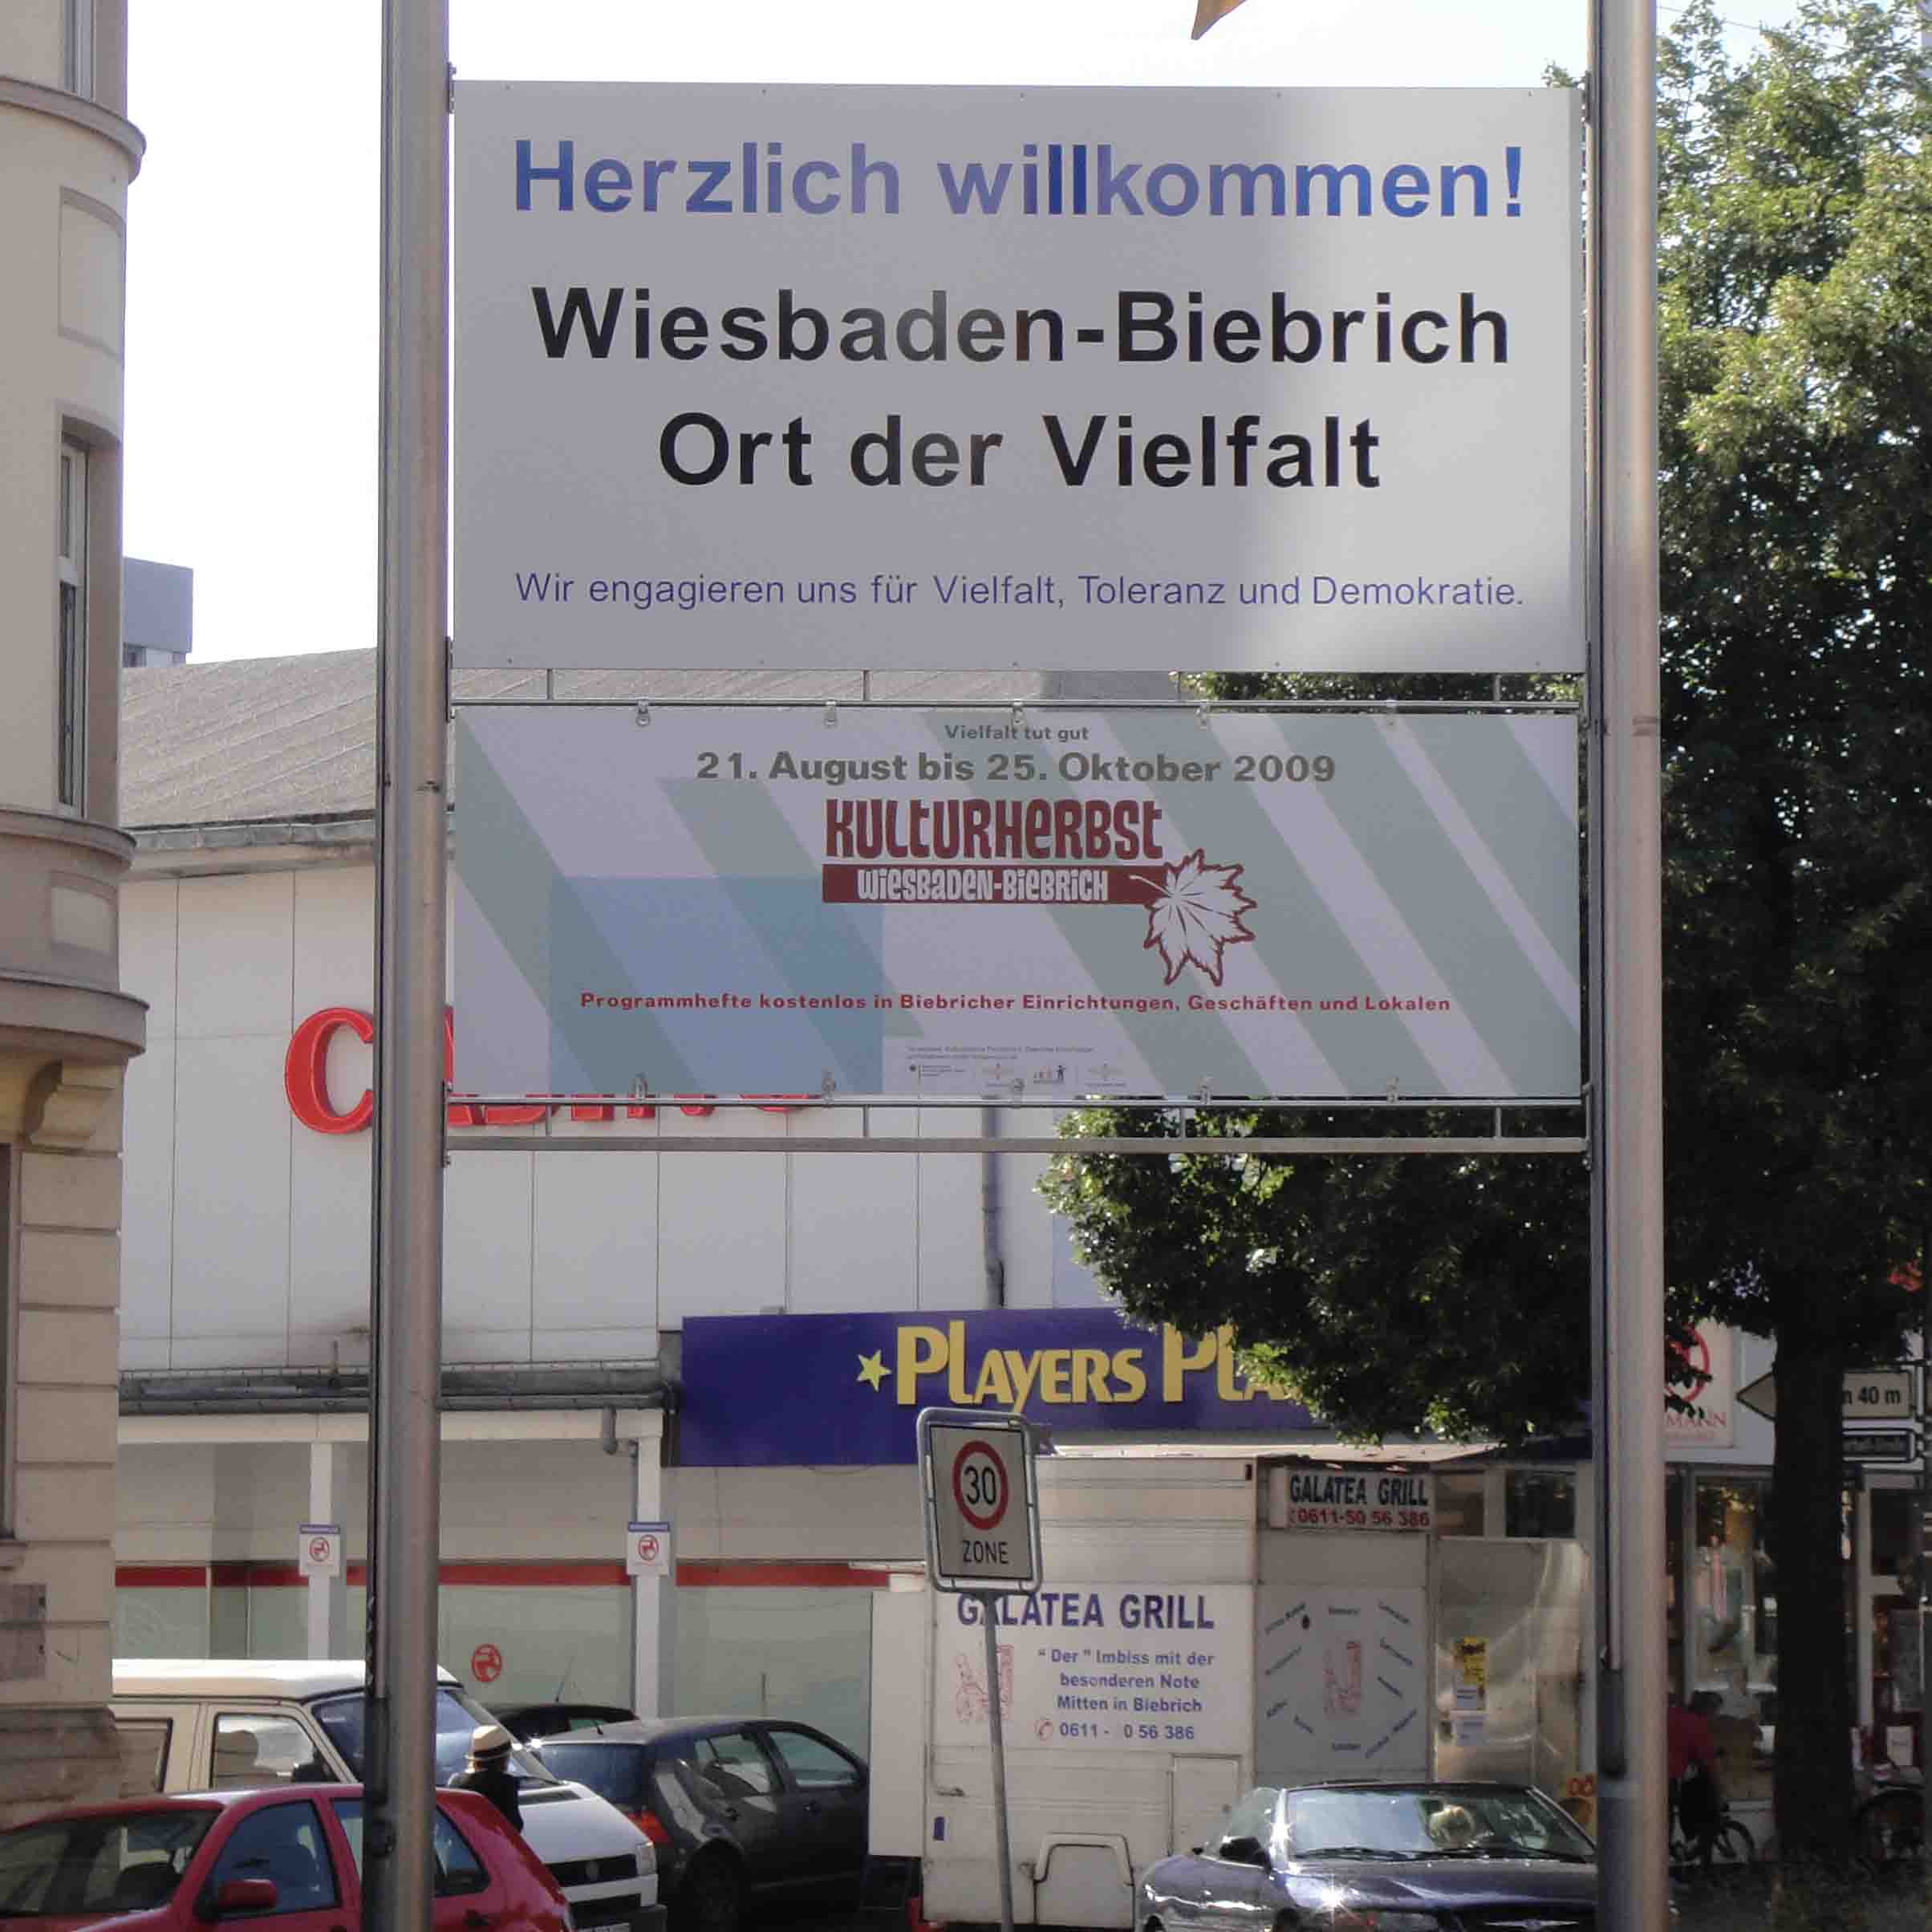 Herzlich willkommen!
Wiesbaden-Biebrich
Ort der Vielfalt
Wir engagieren uns für Vielfalt, Toleranz und Demokratie.
Vielfalt tut gut
21. August bis 25. Oktober 2009
KULTURHERBST
WIESBADEN-BIEBRICH
Programmhefte kostenlos in Biebricher Einrichtungen, Geschäften und Lokalen
PLAYERS
40 m
30
ZONE
GALATEA GRILL
0611-50 56 386
GALATEA GRILL
"Der" Imbiss mit der
besonderen Note
Mitten in Biebrich
0611 - 0 56 386